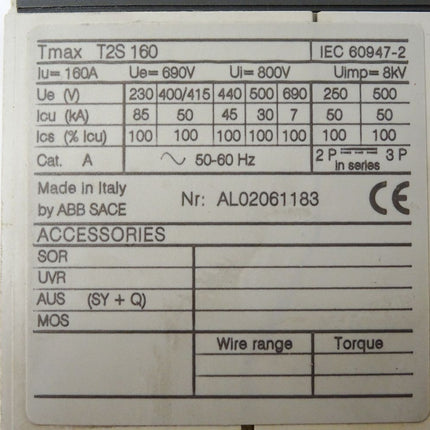 Tmax T2S 160 IEC 60947-2
Iu= 160A Ue= 690V Ui= 800V Uimp= 8kV
Ue (V) 230 400/415 440 500 690 250 500
Icu (kA) 85 50 45 30 7 50 50
Ics (% Icu) 100 100 100 100 100 100 100
Cat. A ~ 50-60 Hz 2 P ⎓ 3 P
in series
Made in Italy
by ABB SACE Nr: AL02061183 CE
ACCESSORIES
SOR
UVR
AUS (SY + Q)
MOS
Wire range Torque